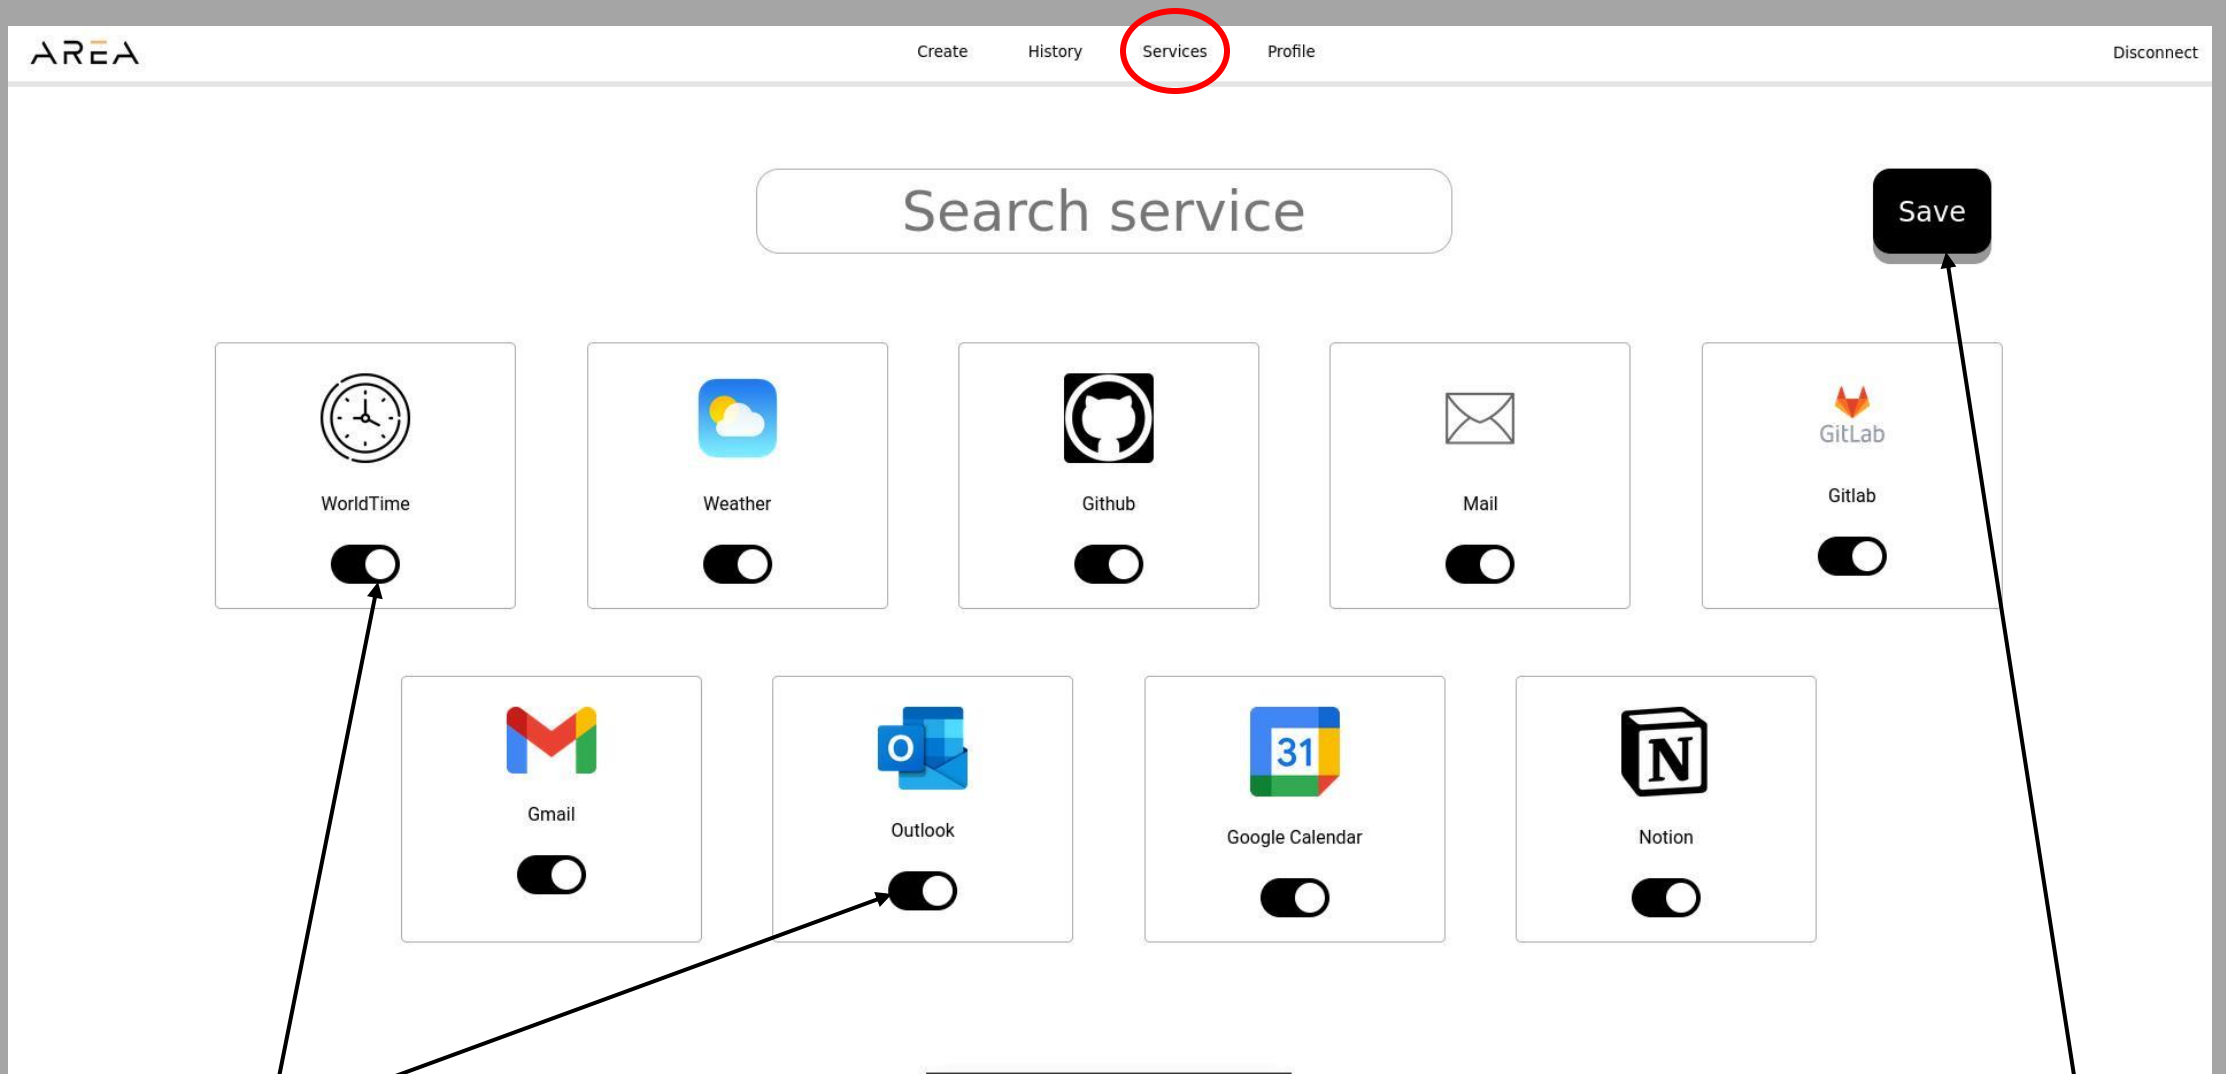 AREA
Create History Services Profile Disconnect
Search service
Save
GitLab
WorldTime Weather Github Mail Gitlab
O
31
N
Gmail Outlook Google Calendar Notion